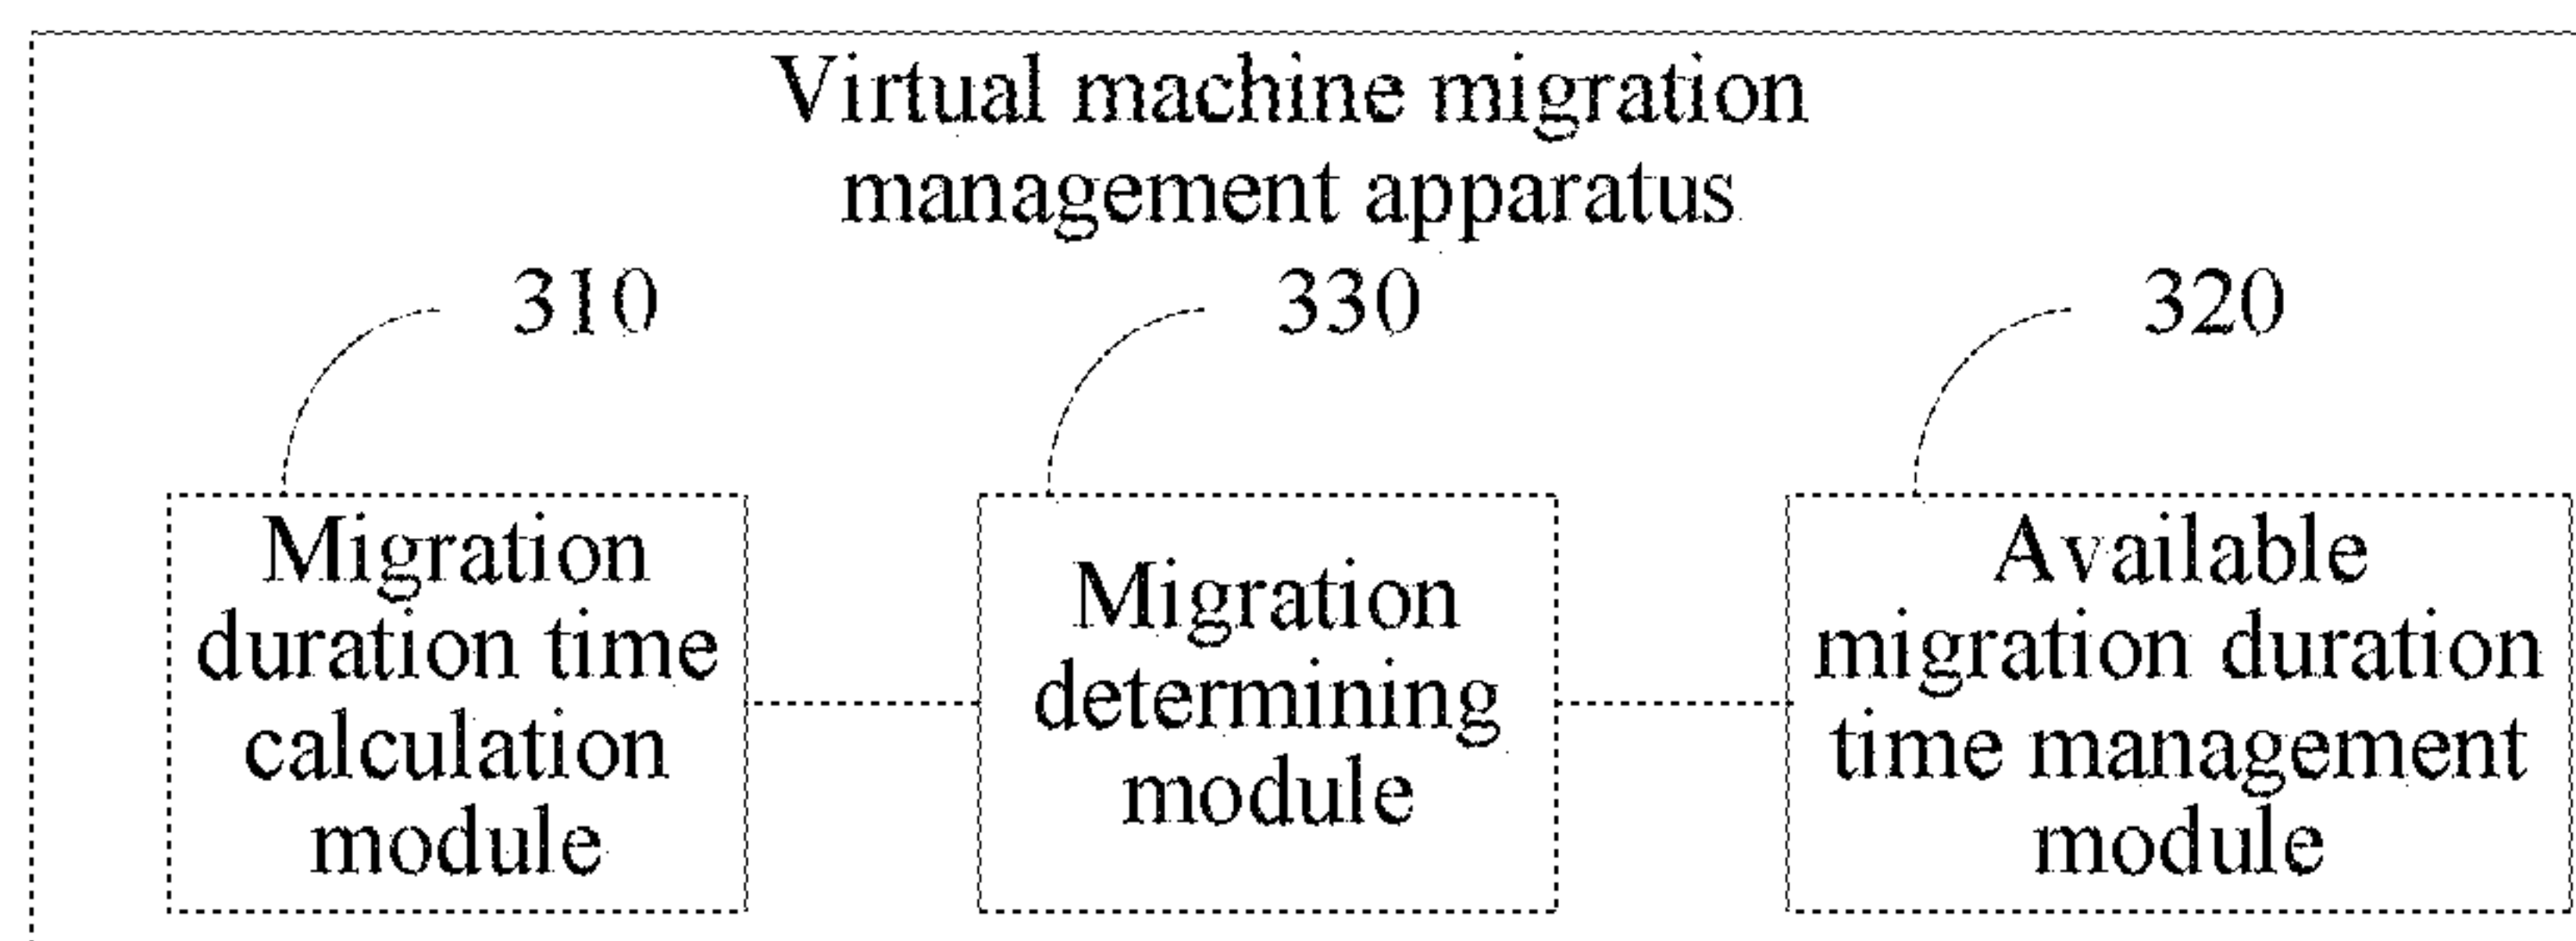 Virtual machine migration
management apparatus
310
330
320
Migration
duration time
calculation
module
Migration
determining
module
Available
migration duration
time management
module